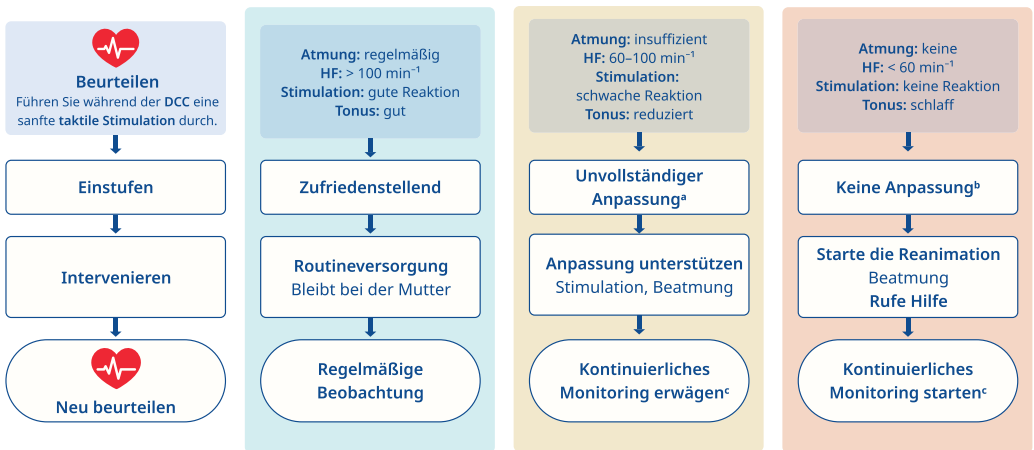 Beurteilen
Führen Sie während der DCC eine
sanfte taktile Stimulation durch.
Einstufen
Intervenieren
Neu beurteilen
Atmung: regelmäßig
HF: > 100 min⁻¹
Stimulation: gute Reaktion
Tonus: gut
Zufriedenstellend
Routineversorgung
Bleibt bei der Mutter
Regelmäßige
Beobachtung
Atmung: insuffizient
HF: 60–100 min⁻¹
Stimulation:
schwache Reaktion
Tonus: reduziert
Unvollständiger
Anpassungᵃ
Anpassung unterstützen
Stimulation, Beatmung
Kontinuierliches
Monitoring erwägenᶜ
Atmung: keine
HF: < 60 min⁻¹
Stimulation: keine Reaktion
Tonus: schlaff
Keine Anpassungᵇ
Starte die Reanimation
Beatmung
Rufe Hilfe
Kontinuierliches
Monitoring startenᶜ